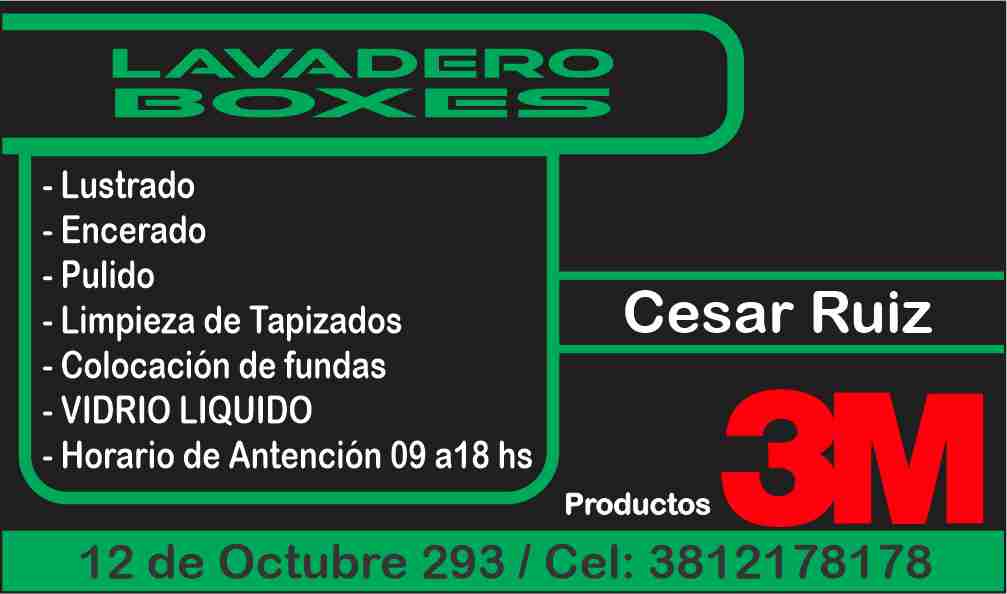 LAVADERO
BOXES
- Lustrado
- Encerado
- Pulido
- Limpieza de Tapizados
- Colocación de fundas
- VIDRIO LIQUIDO
- Horario de Antención 09 a18 hs
Cesar Ruiz
Productos 3M
12 de Octubre 293 / Cel: 3812178178